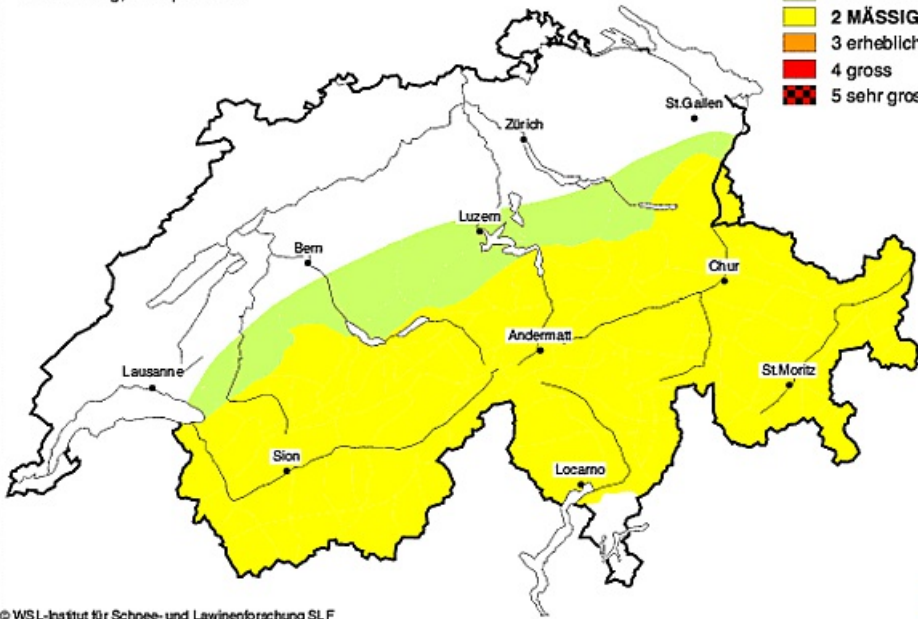 2 MÄSSIG
3 erheblich
4 gross
5 sehr gros
St.Gallen
Zürich
Luzern
Bern
Chur
Andermatt
Lausanne
St.Moritz
Sion
Locarno
© WSL-Institut für Schnee- und Lawinenforschung SLF